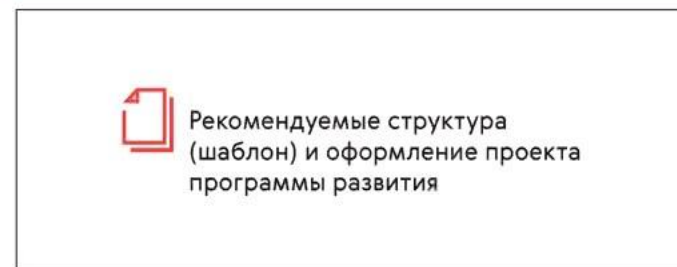 Рекомендуемые структура
(шаблон) и оформление проекта
программы развития